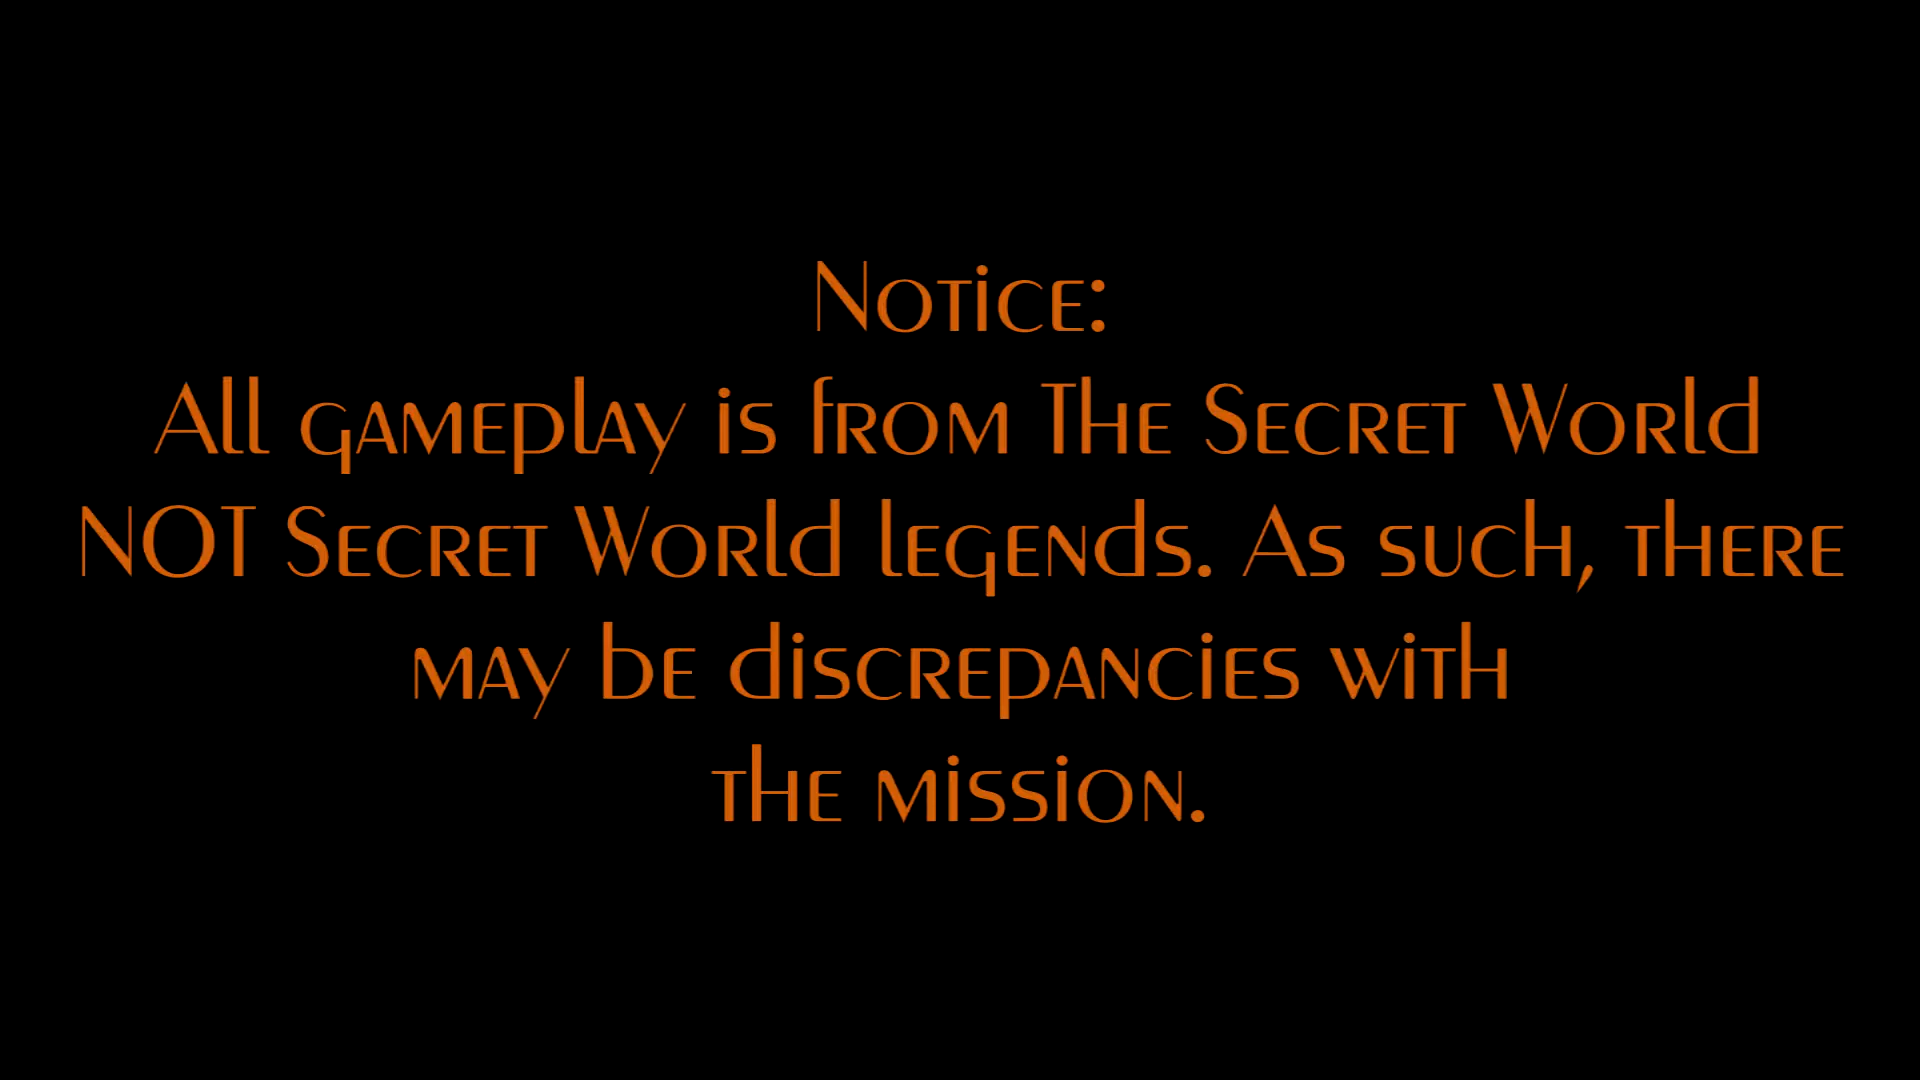 Notice:
All gameplay is from The Secret World
NOT Secret World legends. As such, there
may be discrepancies with
the mission.